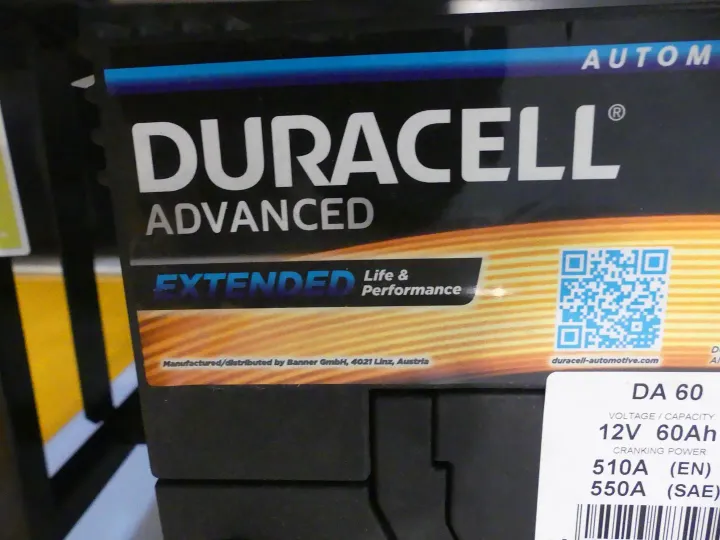 AUTOM
DURACELL®
ADVANCED
EXTENDED Life &
Performance
Manufactured/distributed by Banner GmbH, 4021 Linz, Austria
duracell-automotive.com
DA 60
VOLTAGE / CAPACITY
12V 60Ah
CRANKING POWER
510A (EN)
550A (SAE)